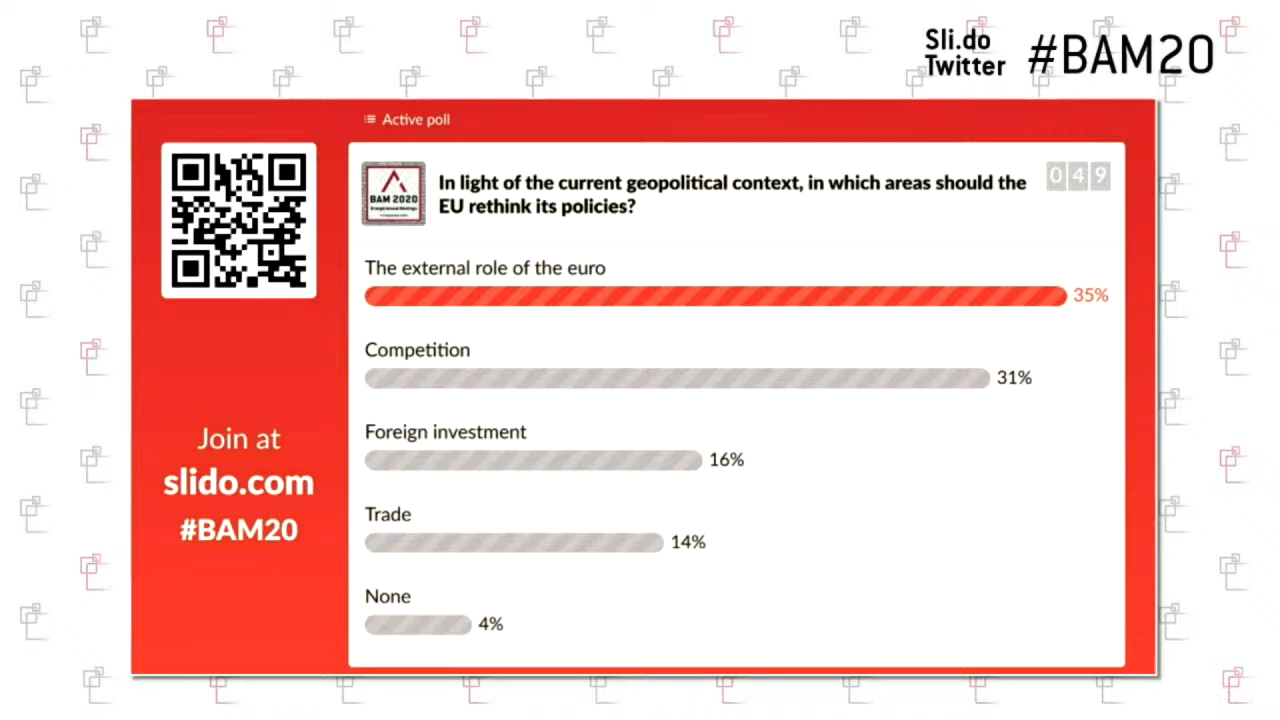 Sli.do
Twitter
#BAM20
Active poll
BAM 2020
In light of the current geopolitical context, in which areas should the
EU rethink its policies?
049
The external role of the euro
35%
Competition
31%
Foreign investment
16%
Trade
14%
None
4%
Join at
slido.com
#BAM20